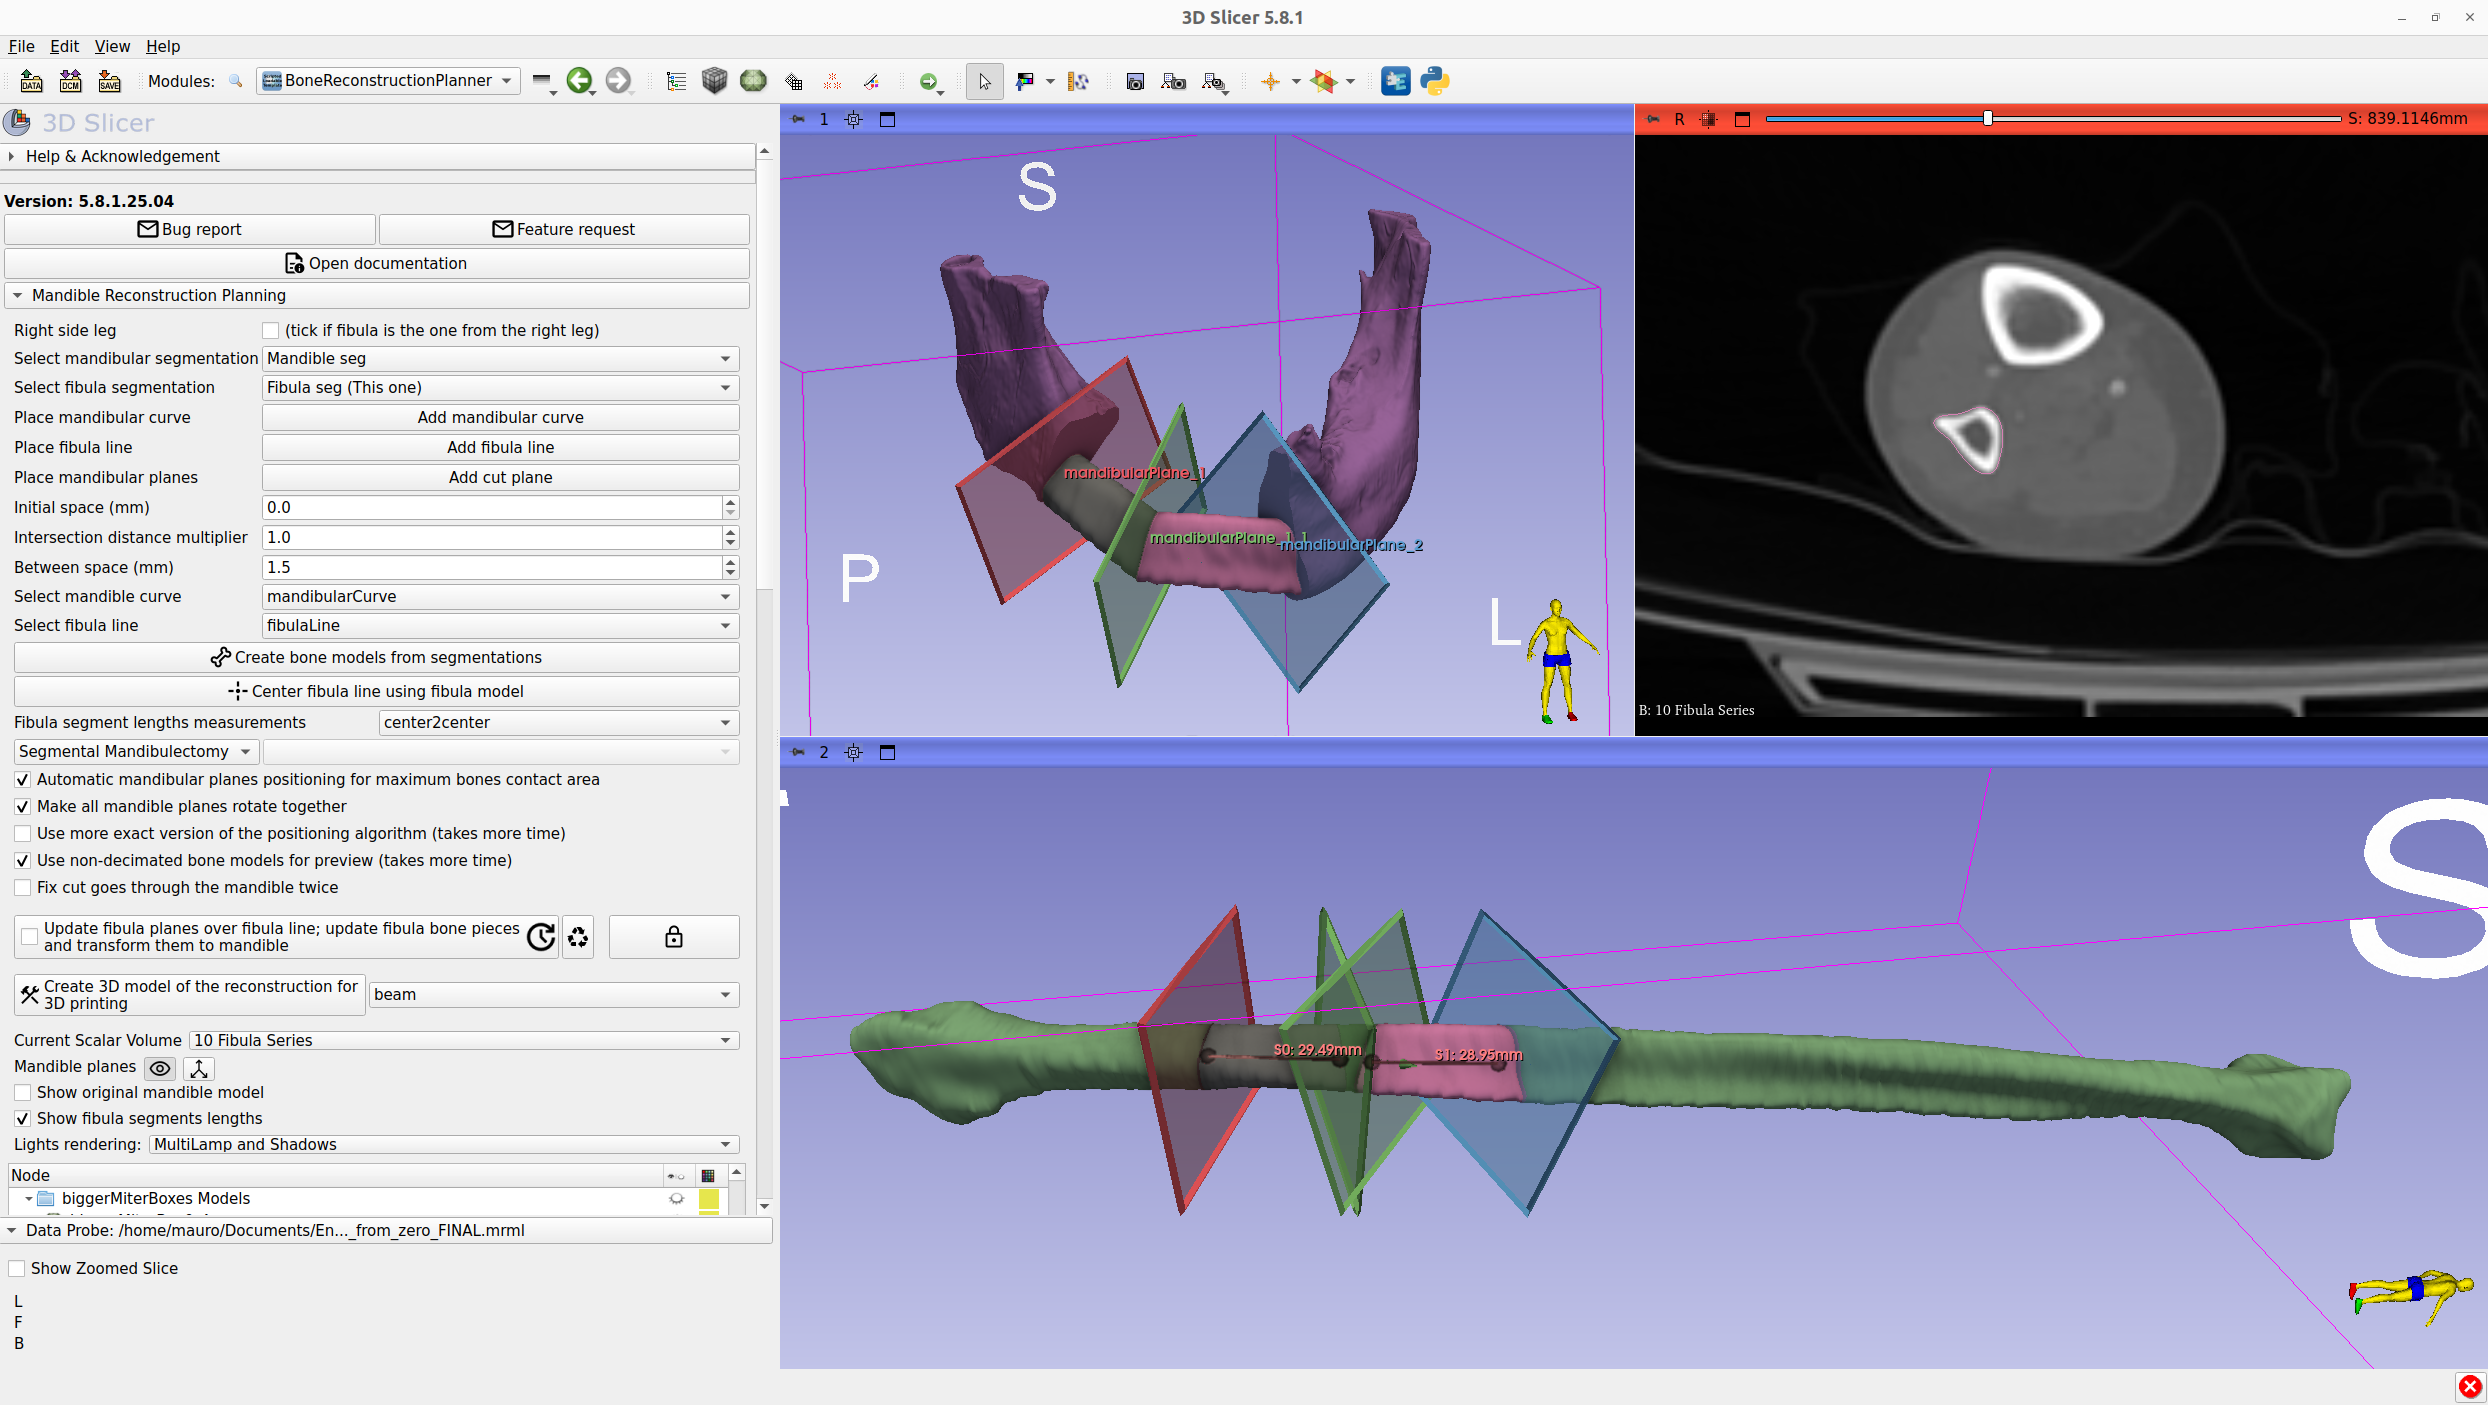 3D Slicer 5.8.1
File Edit View Help
DATA DCM SAVE Modules: BoneReconstructionPlanner
3D Slicer
Help & Acknowledgement
Version: 5.8.1.25.04
Bug report Feature request
Open documentation
Mandible Reconstruction Planning
Right side leg (tick if fibula is the one from the right leg)
Select mandibular segmentation Mandible seg
Select fibula segmentation Fibula seg (This one)
Place mandibular curve Add mandibular curve
Place fibula line Add fibula line
Place mandibular planes Add cut plane
Initial space (mm) 0.0
Intersection distance multiplier 1.0
Between space (mm) 1.5
Select mandible curve mandibularCurve
Select fibula line fibulaLine
Create bone models from segmentations
Center fibula line using fibula model
Fibula segment lengths measurements center2center
Segmental Mandibulectomy
Automatic mandibular planes positioning for maximum bones contact area
Make all mandible planes rotate together
Use more exact version of the positioning algorithm (takes more time)
Use non-decimated bone models for preview (takes more time)
Fix cut goes through the mandible twice
Update fibula planes over fibula line; update fibula bone pieces
and transform them to mandible
Create 3D model of the reconstruction for
3D printing
beam
Current Scalar Volume 10 Fibula Series
Mandible planes
Show original mandible model
Show fibula segments lengths
Lights rendering: MultiLamp and Shadows
Node
biggerMiterBoxes Models
Data Probe: /home/mauro/Documents/En..._from_zero_FINAL.mrml
Show Zoomed Slice
L
F
B
1
S
P
L
mandibularPlane_1
mandibularPlane_1_1
mandibularPlane_2
R S: 839.1146mm
B: 10 Fibula Series
2
S
S0: 29.49mm
S1: 28.95mm